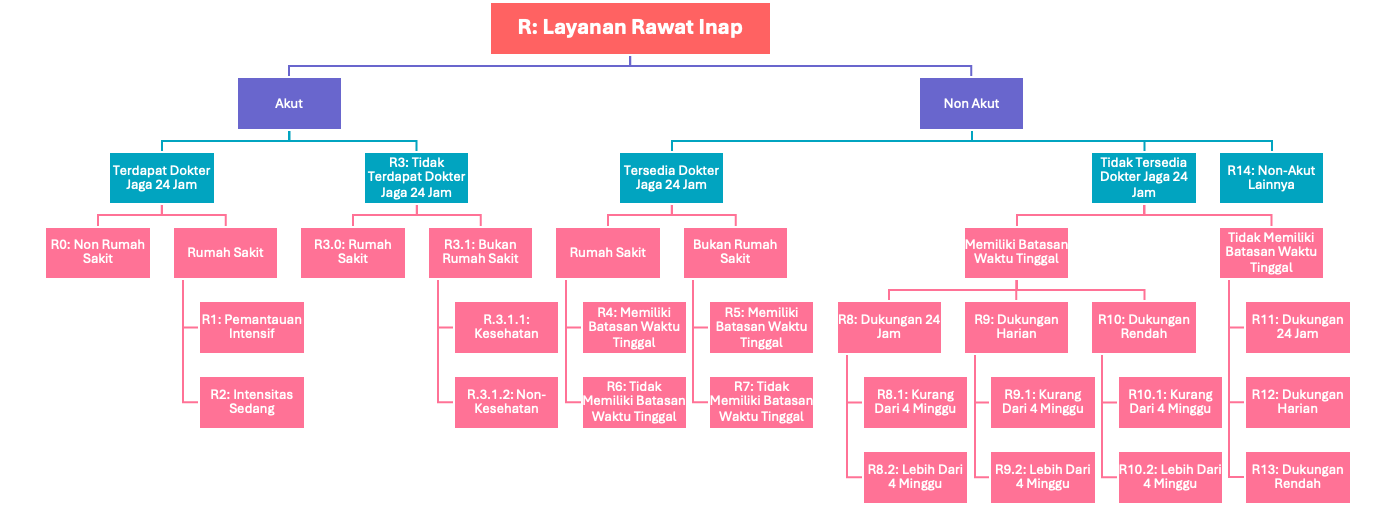 R: Layanan Rawat Inap
Akut
Non Akut
Terdapat Dokter
Jaga 24 Jam
R3: Tidak
Terdapat Dokter
Jaga 24 Jam
Tersedia Dokter
Jaga 24 Jam
Tidak Tersedia
Dokter Jaga 24
Jam
R14: Non-Akut
Lainnya
R0: Non Rumah
Sakit
Rumah Sakit
R3.0: Rumah
Sakit
R3.1: Bukan
Rumah Sakit
Rumah Sakit
Bukan Rumah
Sakit
Memiliki Batasan
Waktu Tinggal
Tidak Memiliki
Batasan Waktu
Tinggal
R1: Pemantauan
Intensif
R.3.1.1:
Kesehatan
R4: Memiliki
Batasan Waktu
Tinggal
R5: Memiliki
Batasan Waktu
Tinggal
R8: Dukungan 24
Jam
R9: Dukungan
Harian
R10: Dukungan
Rendah
R11: Dukungan
24 Jam
R2: Intensitas
Sedang
R.3.1.2: Non-
Kesehatan
R6: Tidak
Memiliki Batasan
Waktu Tinggal
R7: Tidak
Memiliki Batasan
Waktu Tinggal
R8.1: Kurang
Dari 4 Minggu
R9.1: Kurang
Dari 4 Minggu
R10.1: Kurang
Dari 4 Minggu
R12: Dukungan
Harian
R8.2: Lebih Dari
4 Minggu
R9.2: Lebih Dari
4 Minggu
R10.2: Lebih Dari
4 Minggu
R13: Dukungan
Rendah